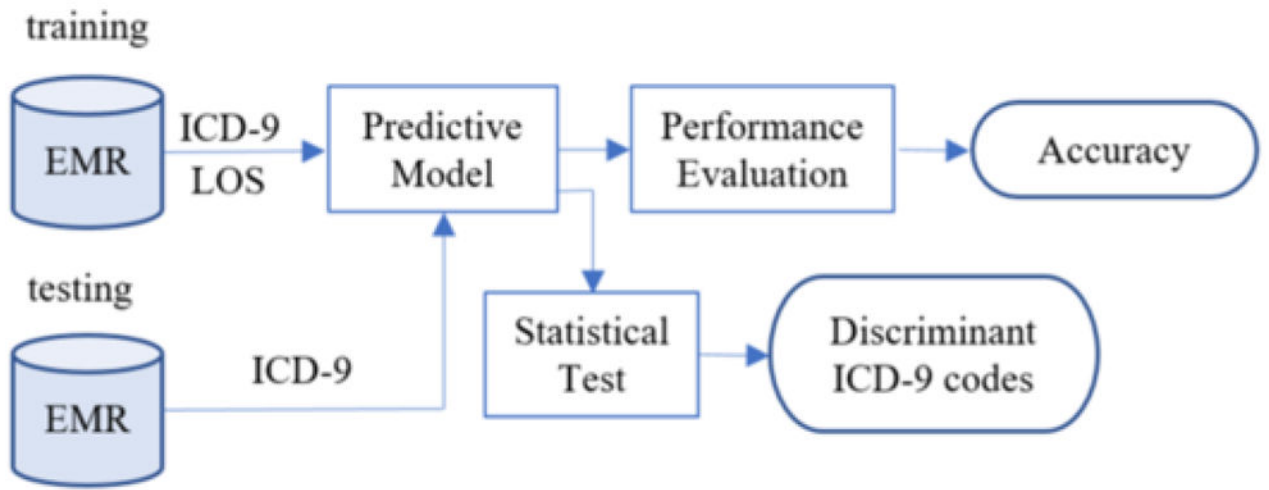 training
EMR
ICD-9
LOS
Predictive
Model
Performance
Evaluation
Accuracy
testing
EMR
ICD-9
Statistical
Test
Discriminant
ICD-9 codes